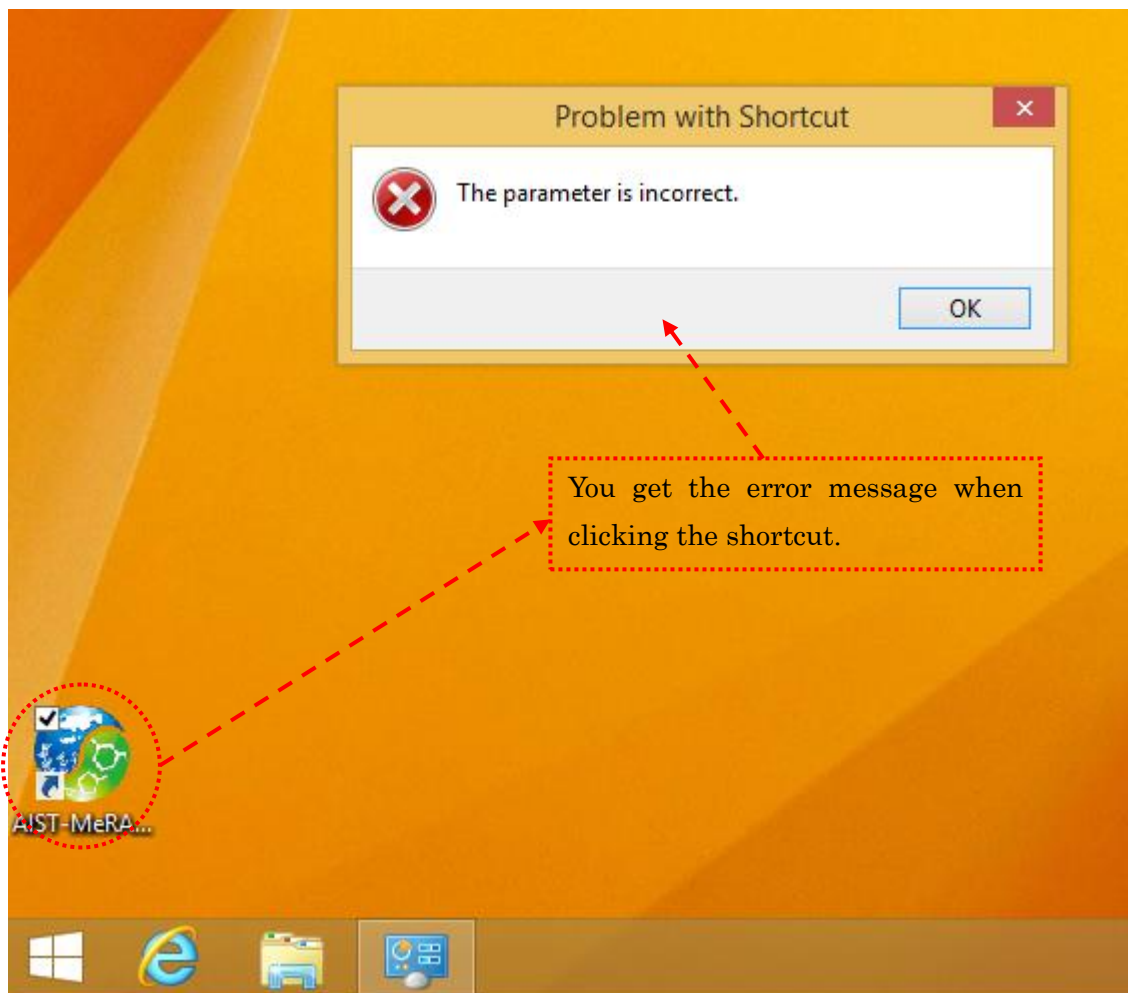 Problem with Shortcut
The parameter is incorrect.
OK
You get the error message when
clicking the shortcut.
AIST-MeRA...